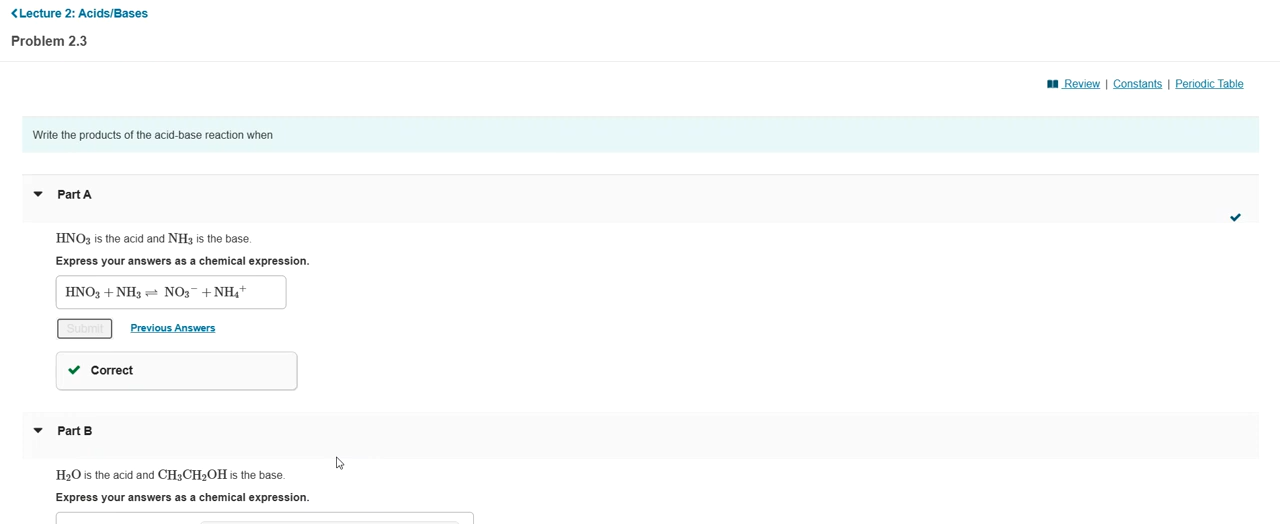 Lecture 2: Acids/Bases
Problem 2.3
Review | Constants | Periodic Table
Write the products of the acid-base reaction when
Part A
HNO₃ is the acid and NH₃ is the base.
Express your answers as a chemical expression.
HNO₃ + NH₃ ⇌ NO₃⁻ + NH₄⁺
Submit Previous Answers
Correct
Part B
H₂O is the acid and CH₃CH₂OH is the base.
Express your answers as a chemical expression.